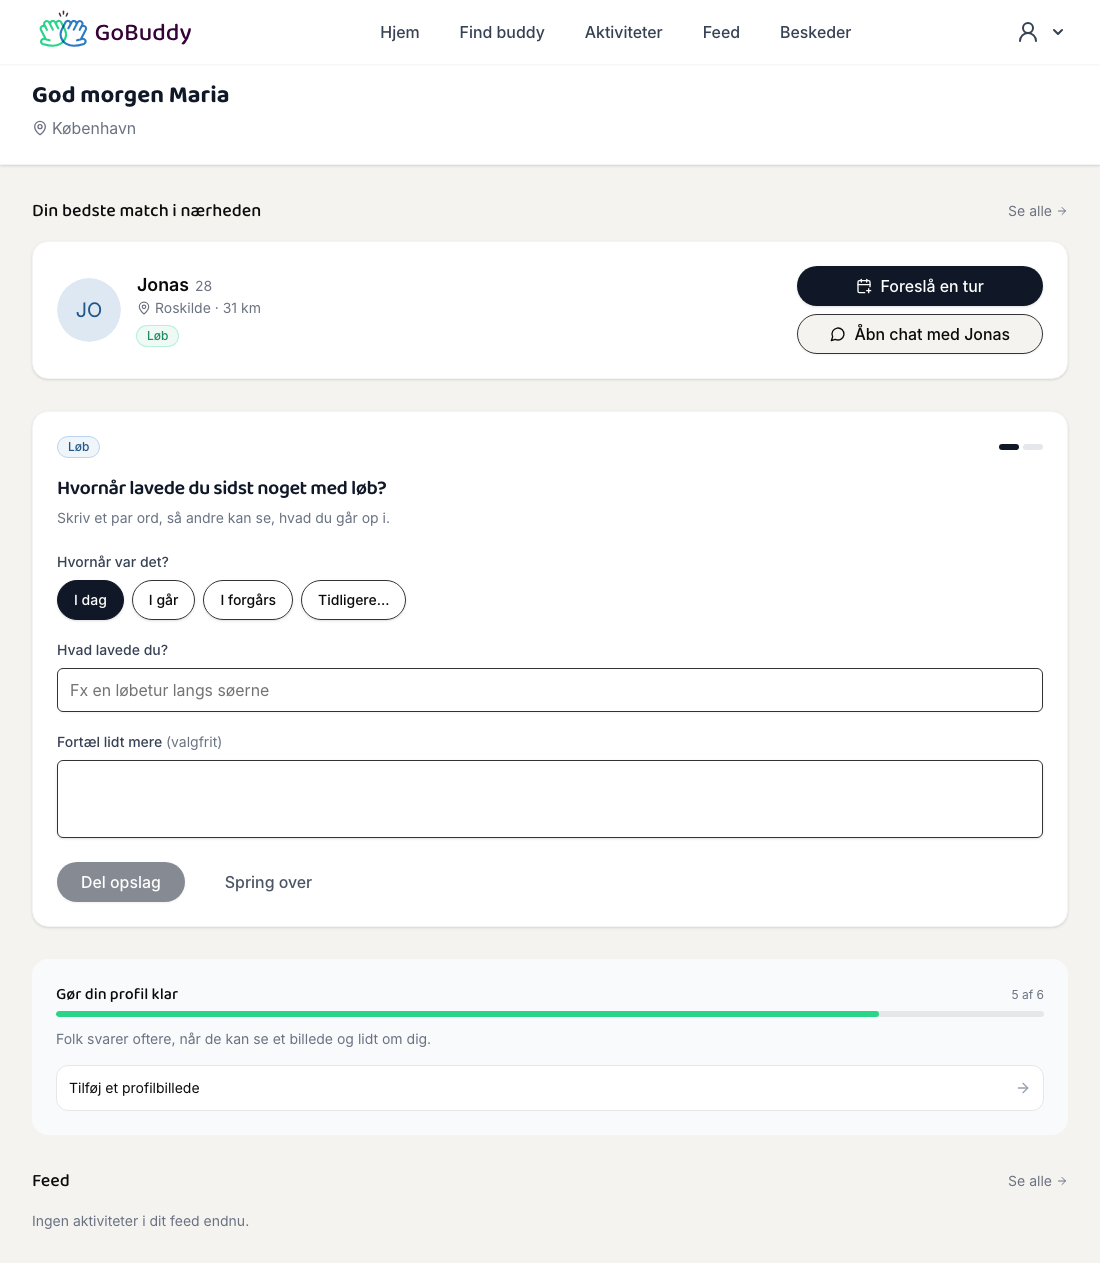 GoBuddy
Hjem
Find buddy
Aktiviteter
Feed
Beskeder
God morgen Maria
København
Din bedste match i nærheden
Se alle →
JO
Jonas 28
Roskilde · 31 km
Løb
Foreslå en tur
Åbn chat med Jonas
Løb
Hvornår lavede du sidst noget med løb?
Skriv et par ord, så andre kan se, hvad du går op i.
Hvornår var det?
I dag
I går
I forgårs
Tidligere...
Hvad lavede du?
Fx en løbetur langs søerne
Fortæl lidt mere (valgfrit)
Del opslag
Spring over
Gør din profil klar
5 af 6
Folk svarer oftere, når de kan se et billede og lidt om dig.
Tilføj et profilbillede
Feed
Se alle →
Ingen aktiviteter i dit feed endnu.